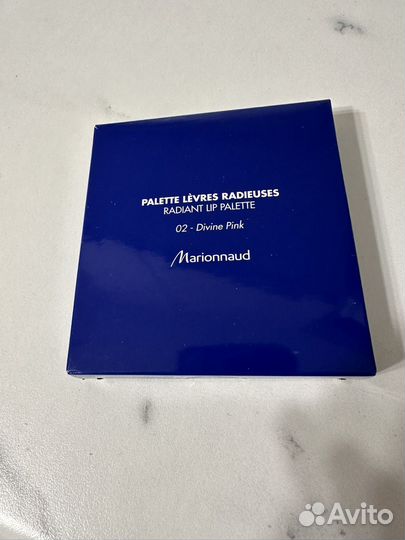 PALETTE LÈVRES RADIEUSES
RADIANT LIP PALETTE
02 - Divine Pink
Marionnaud
Avito